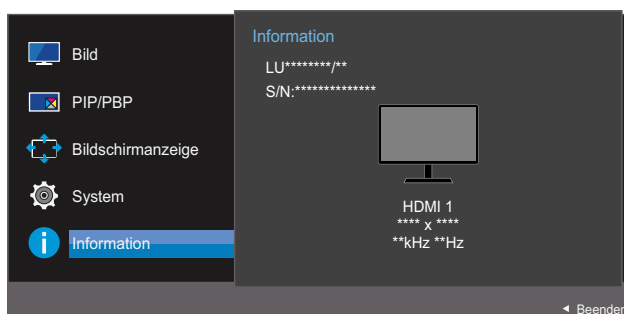 Bild
PIP/PBP
Bildschirmanzeige
System
Information
Information
LU********/**
S/N:**************
HDMI 1
**** x ****
**kHz **Hz
Beenden